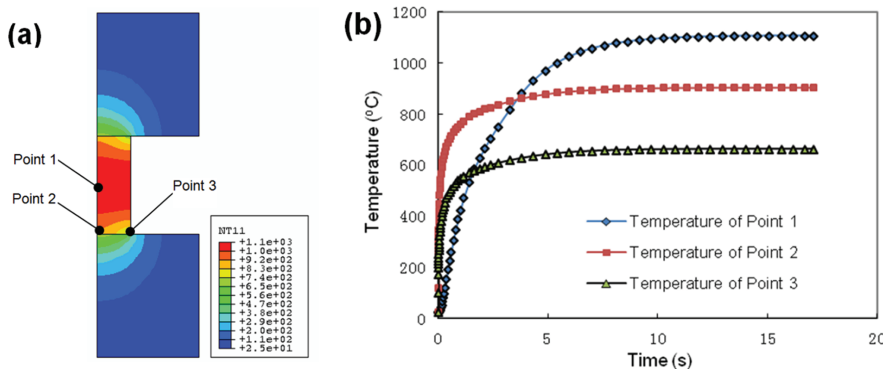 (a)
Point 1
Point 2
Point 3
NT11
+1.1e+03
+1.0e+03
+9.2e+02
+8.3e+02
+7.4e+02
+6.5e+02
+5.6e+02
+4.7e+02
+3.8e+02
+2.9e+02
+2.0e+02
+1.1e+02
+2.5e+01
(b)
Temperature (°C)
1200
1000
800
600
400
200
0
Temperature of Point 1
Temperature of Point 2
Temperature of Point 3
0
5
10
15
20
Time (s)